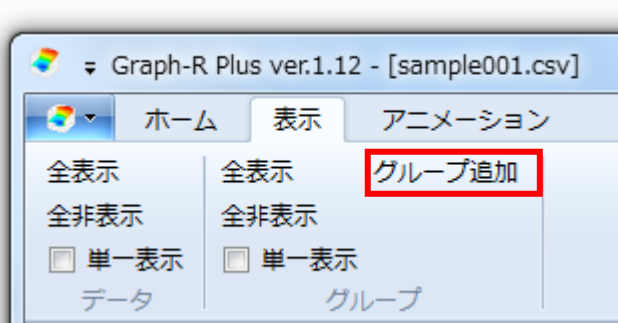 Graph-R Plus ver.1.12 - [sample001.csv]
ホーム 表示 アニメーション
全表示 全表示 グループ追加
全非表示 全非表示
単一表示 単一表示
データ グループ